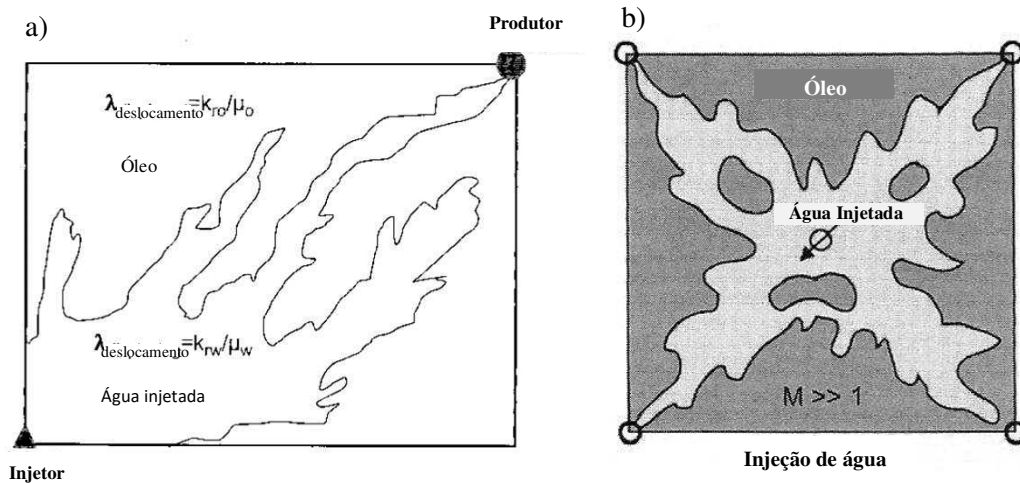 a)
Produtor
λdeslocamento=kro/μo
Óleo
λdeslocamento=krw/μw
Água injetada
Injetor
b)
Óleo
Água Injetada
M >> 1
Injeção de água